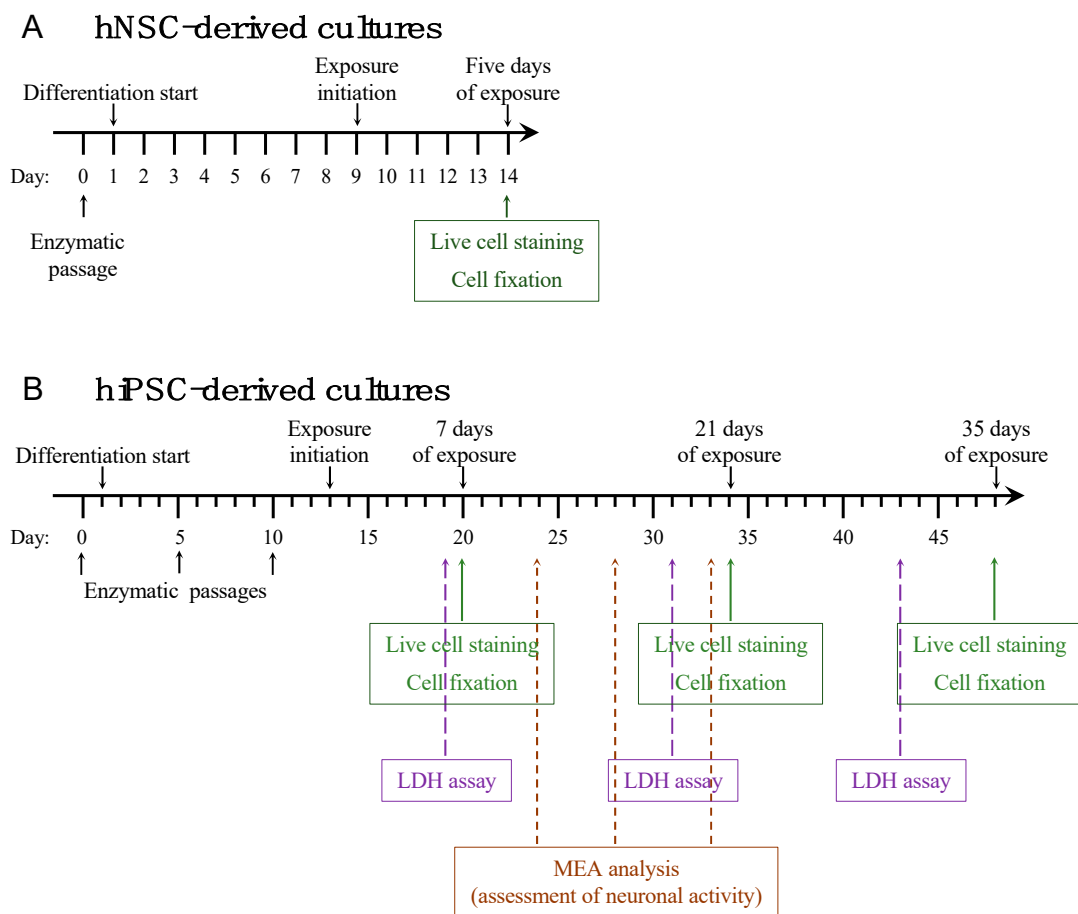 A hNSC-derived cultures
Exposure Five days
Differentiation start initiation of exposure
Day: 0 1 2 3 4 5 6 7 8 9 10 11 12 13 14
Enzymatic
passage
Live cell staining
Cell fixation
B hiPSC-derived cultures
Exposure 7 days 21 days 35 days
Differentiation start initiation of exposure of exposure of exposure
Day: 0 5 10 15 20 25 30 35 40 45
Enzymatic passages
Live cell staining Live cell staining Live cell staining
Cell fixation Cell fixation Cell fixation
LDH assay LDH assay LDH assay
MEA analysis
(assessment of neuronal activity)